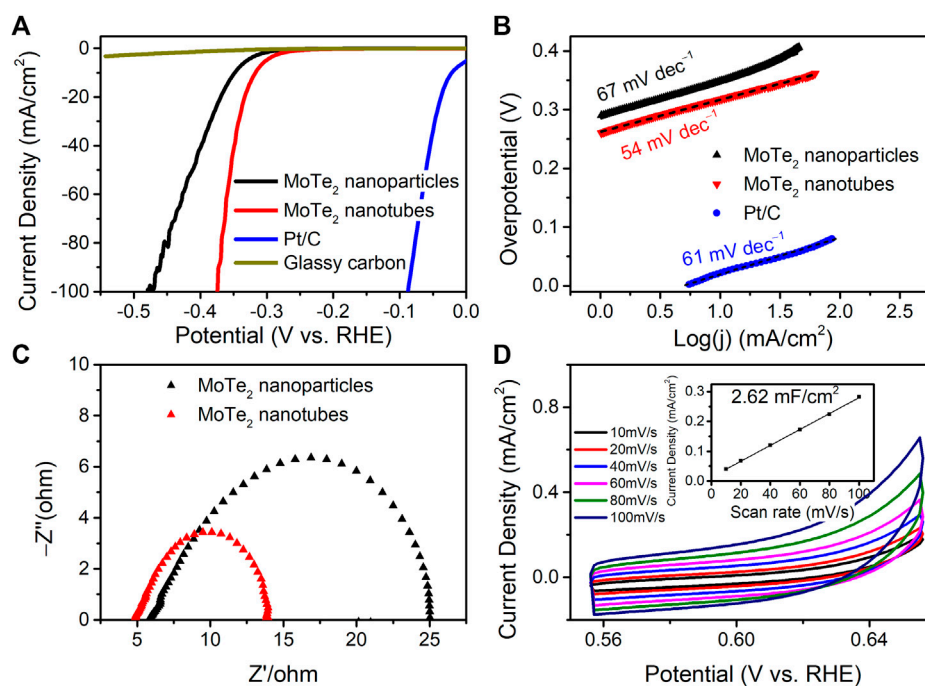 A
0
-20
-40
-60
-80
-100
Current Density (mA/cm²)
MoTe₂ nanoparticles
MoTe₂ nanotubes
Pt/C
Glassy carbon
-0.5 -0.4 -0.3 -0.2 -0.1 0.0
Potential (V vs. RHE)
B
0.4
0.3
0.2
0.1
0.0
Overpotential (V)
67 mV dec⁻¹
54 mV dec⁻¹
MoTe₂ nanoparticles
MoTe₂ nanotubes
Pt/C
61 mV dec⁻¹
0.0 0.5 1.0 1.5 2.0 2.5
Log(j) (mA/cm²)
C
8
6
4
2
0
−Z''(ohm)
MoTe₂ nanoparticles
MoTe₂ nanotubes
5 10 15 20 25
Z'/ohm
D
0.8
0.4
0.0
Current Density (mA/cm²)
10mV/s
20mV/s
40mV/s
60mV/s
80mV/s
100mV/s
Current Density (mA/cm²)
0.3
0.2
0.1
0.0
2.62 mF/cm²
0 20 40 60 80 100
Scan rate (mV/s)
0.56 0.60 0.64
Potential (V vs. RHE)